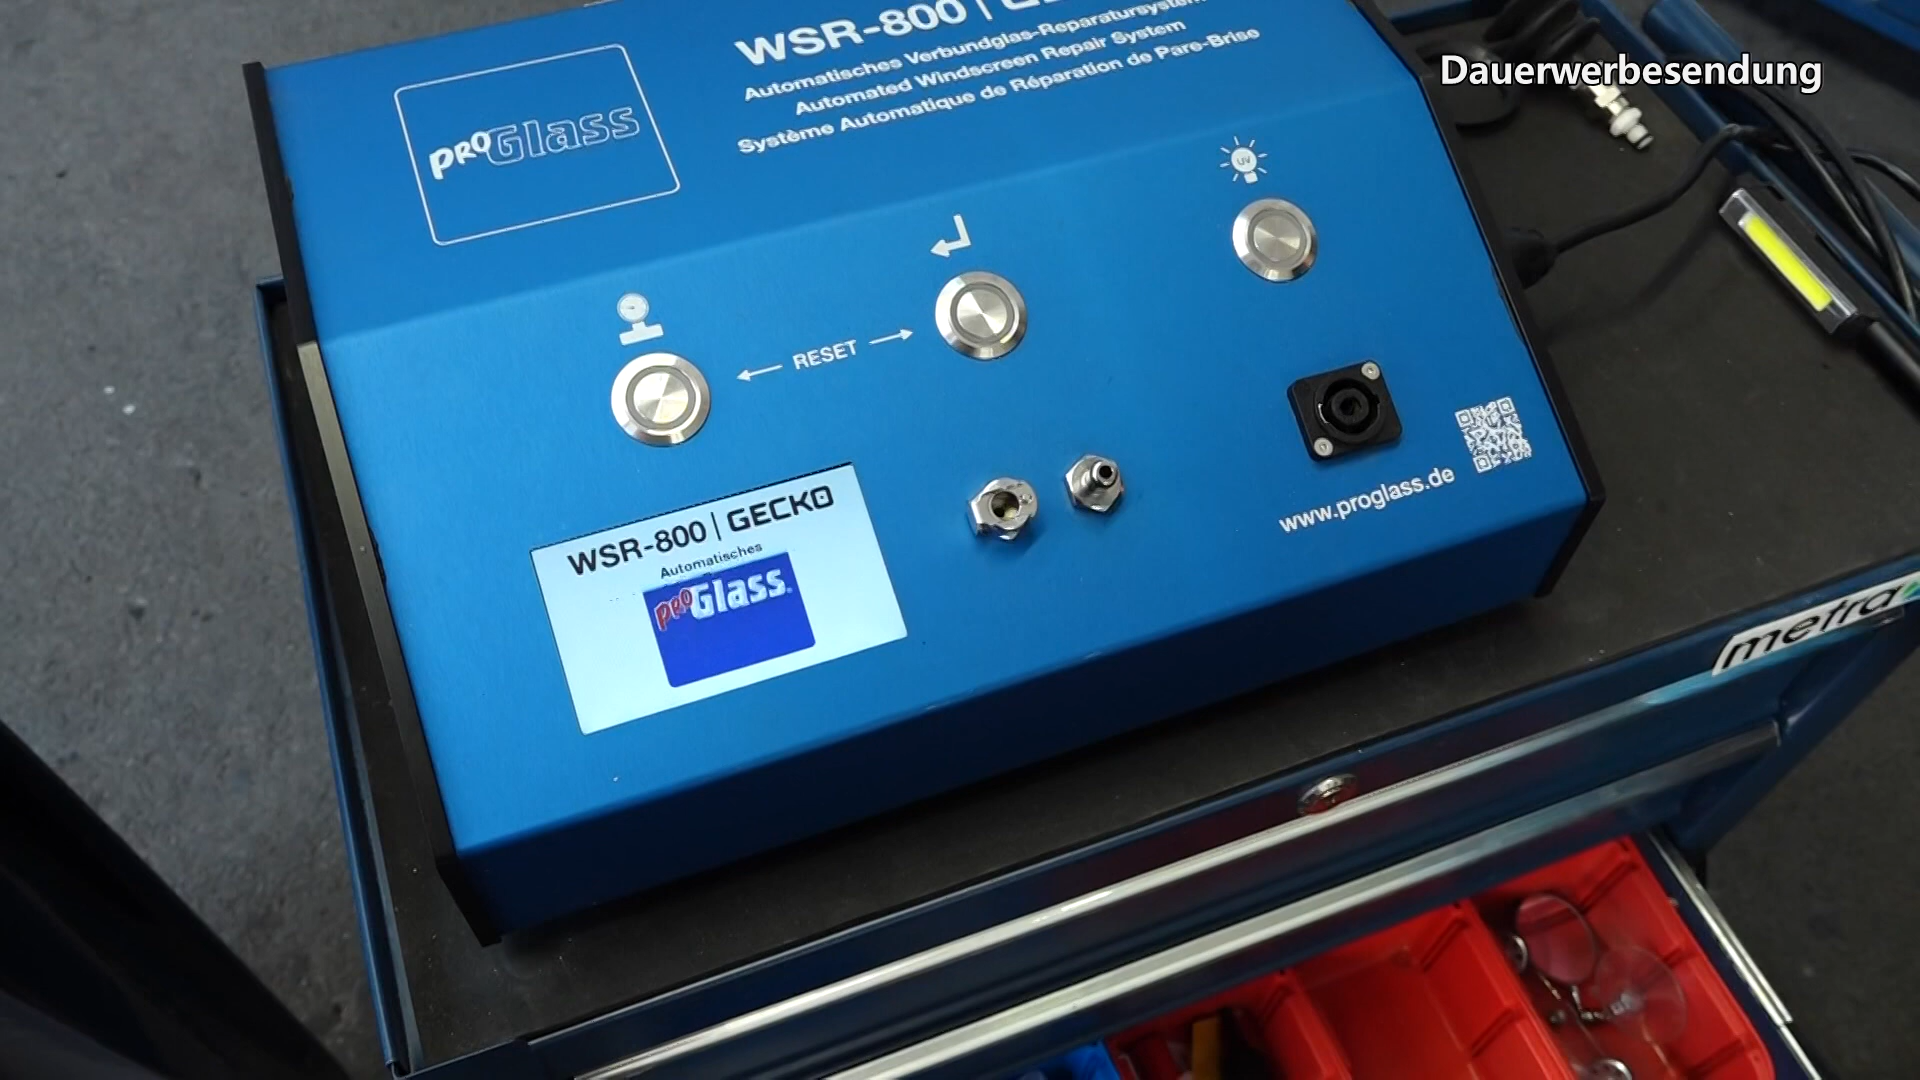 Dauerwerbesendung
WSR-800 |
Automatisches Verbundglas-Reparatursystem
Automated Windscreen Repair System
Système Automatique de Réparation de Pare-Brise
proGlass
UV
RESET
www.proglass.de
WSR-800 | GECKO
Automatisches
proGlass
metra